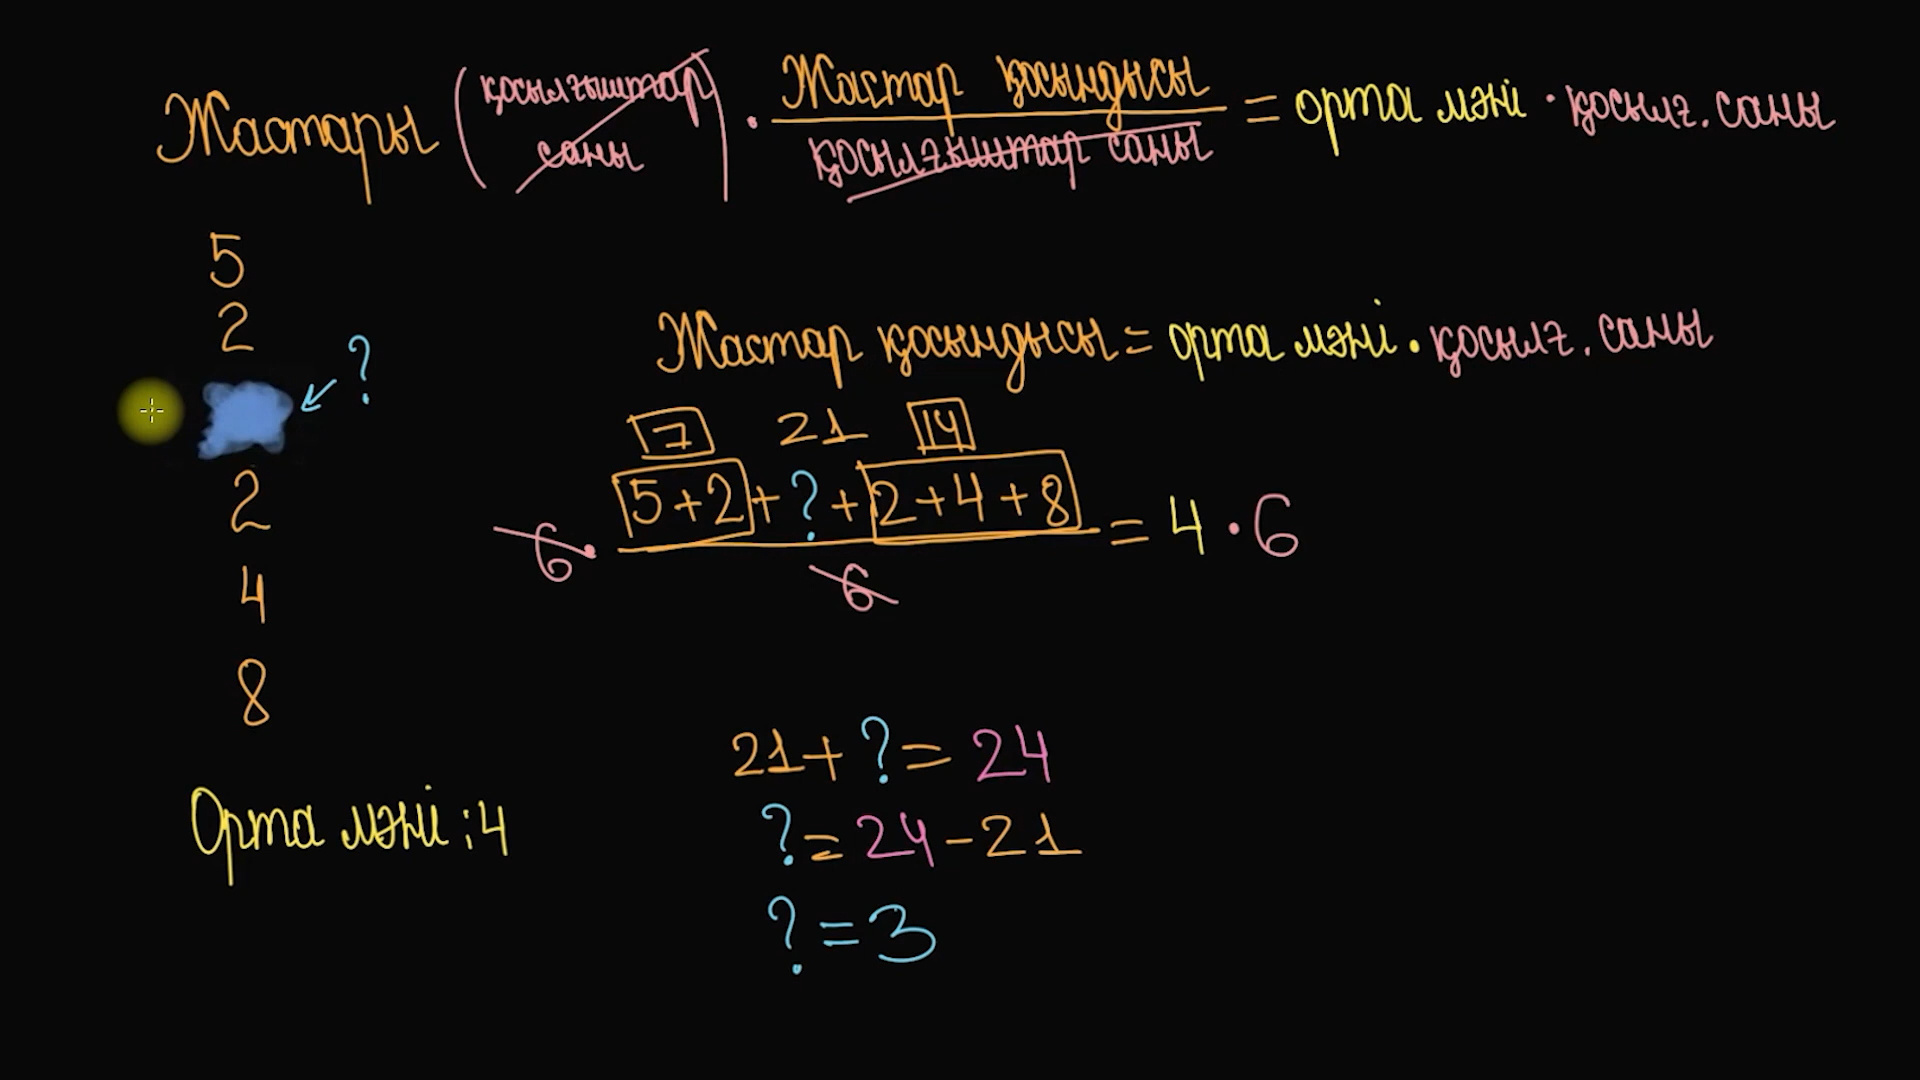 Жастары (қосылғыштар саны) · Жастар қосындысы / қосылғыштар саны = орта мәні · қосылғ. саны
5
2
?
2
4
8
Орта мәні : 4
Жастар қосындысы = орта мәні · қосылғ. саны
7 21 14
6 · 5+2 + ? + 2+4+8 / 6 = 4 · 6
21 + ? = 24
? = 24 - 21
? = 3